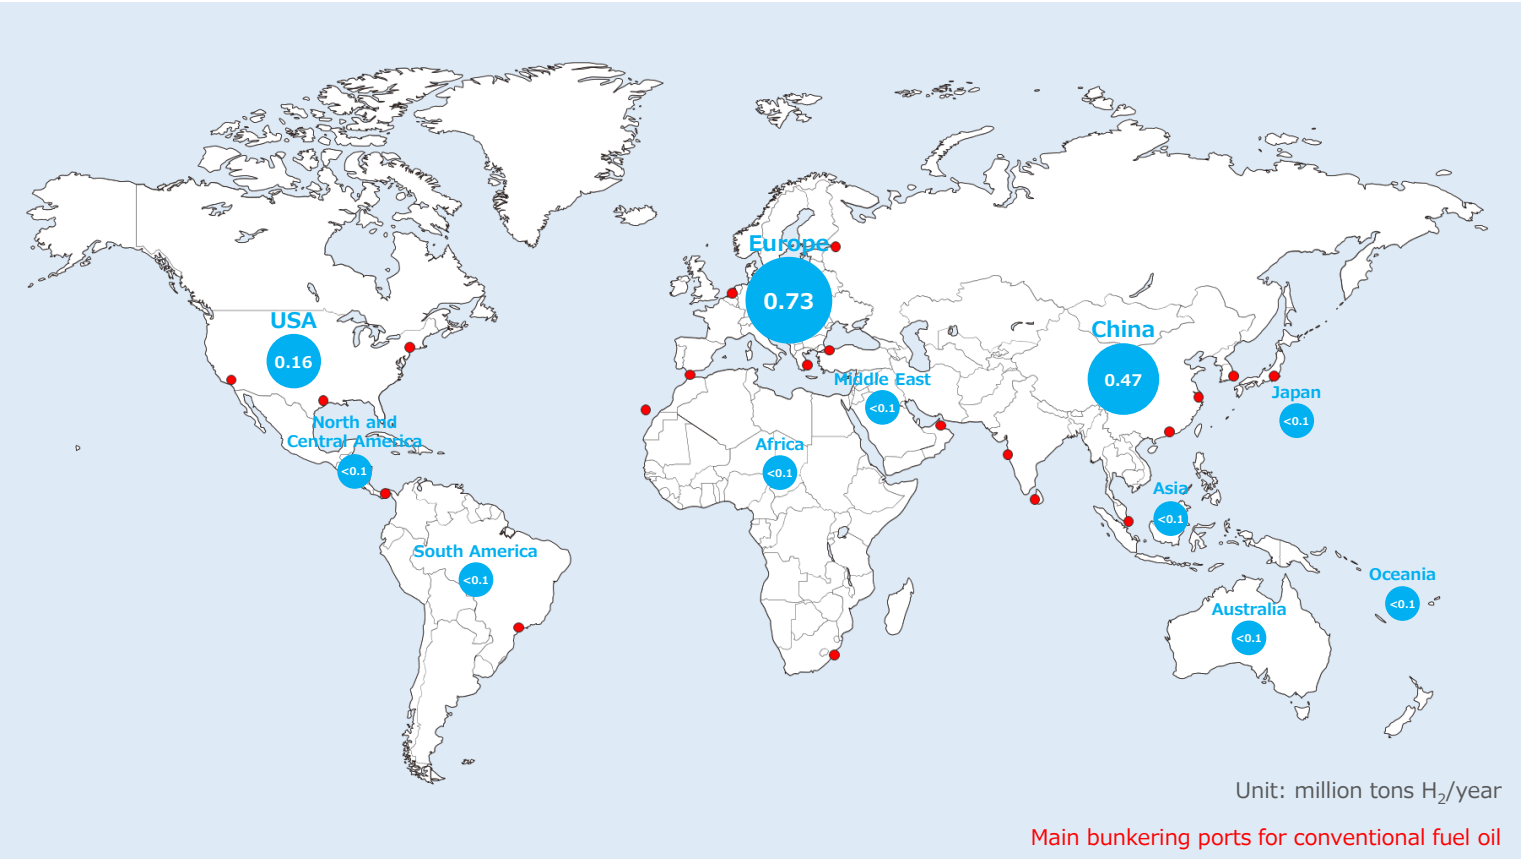 Europe
0.73
USA
0.16
China
0.47
Middle East
<0.1
Japan
<0.1
North and
Central America
<0.1
Africa
<0.1
Asia
<0.1
South America
<0.1
Oceania
<0.1
Australia
<0.1
Unit: million tons H₂/year
Main bunkering ports for conventional fuel oil